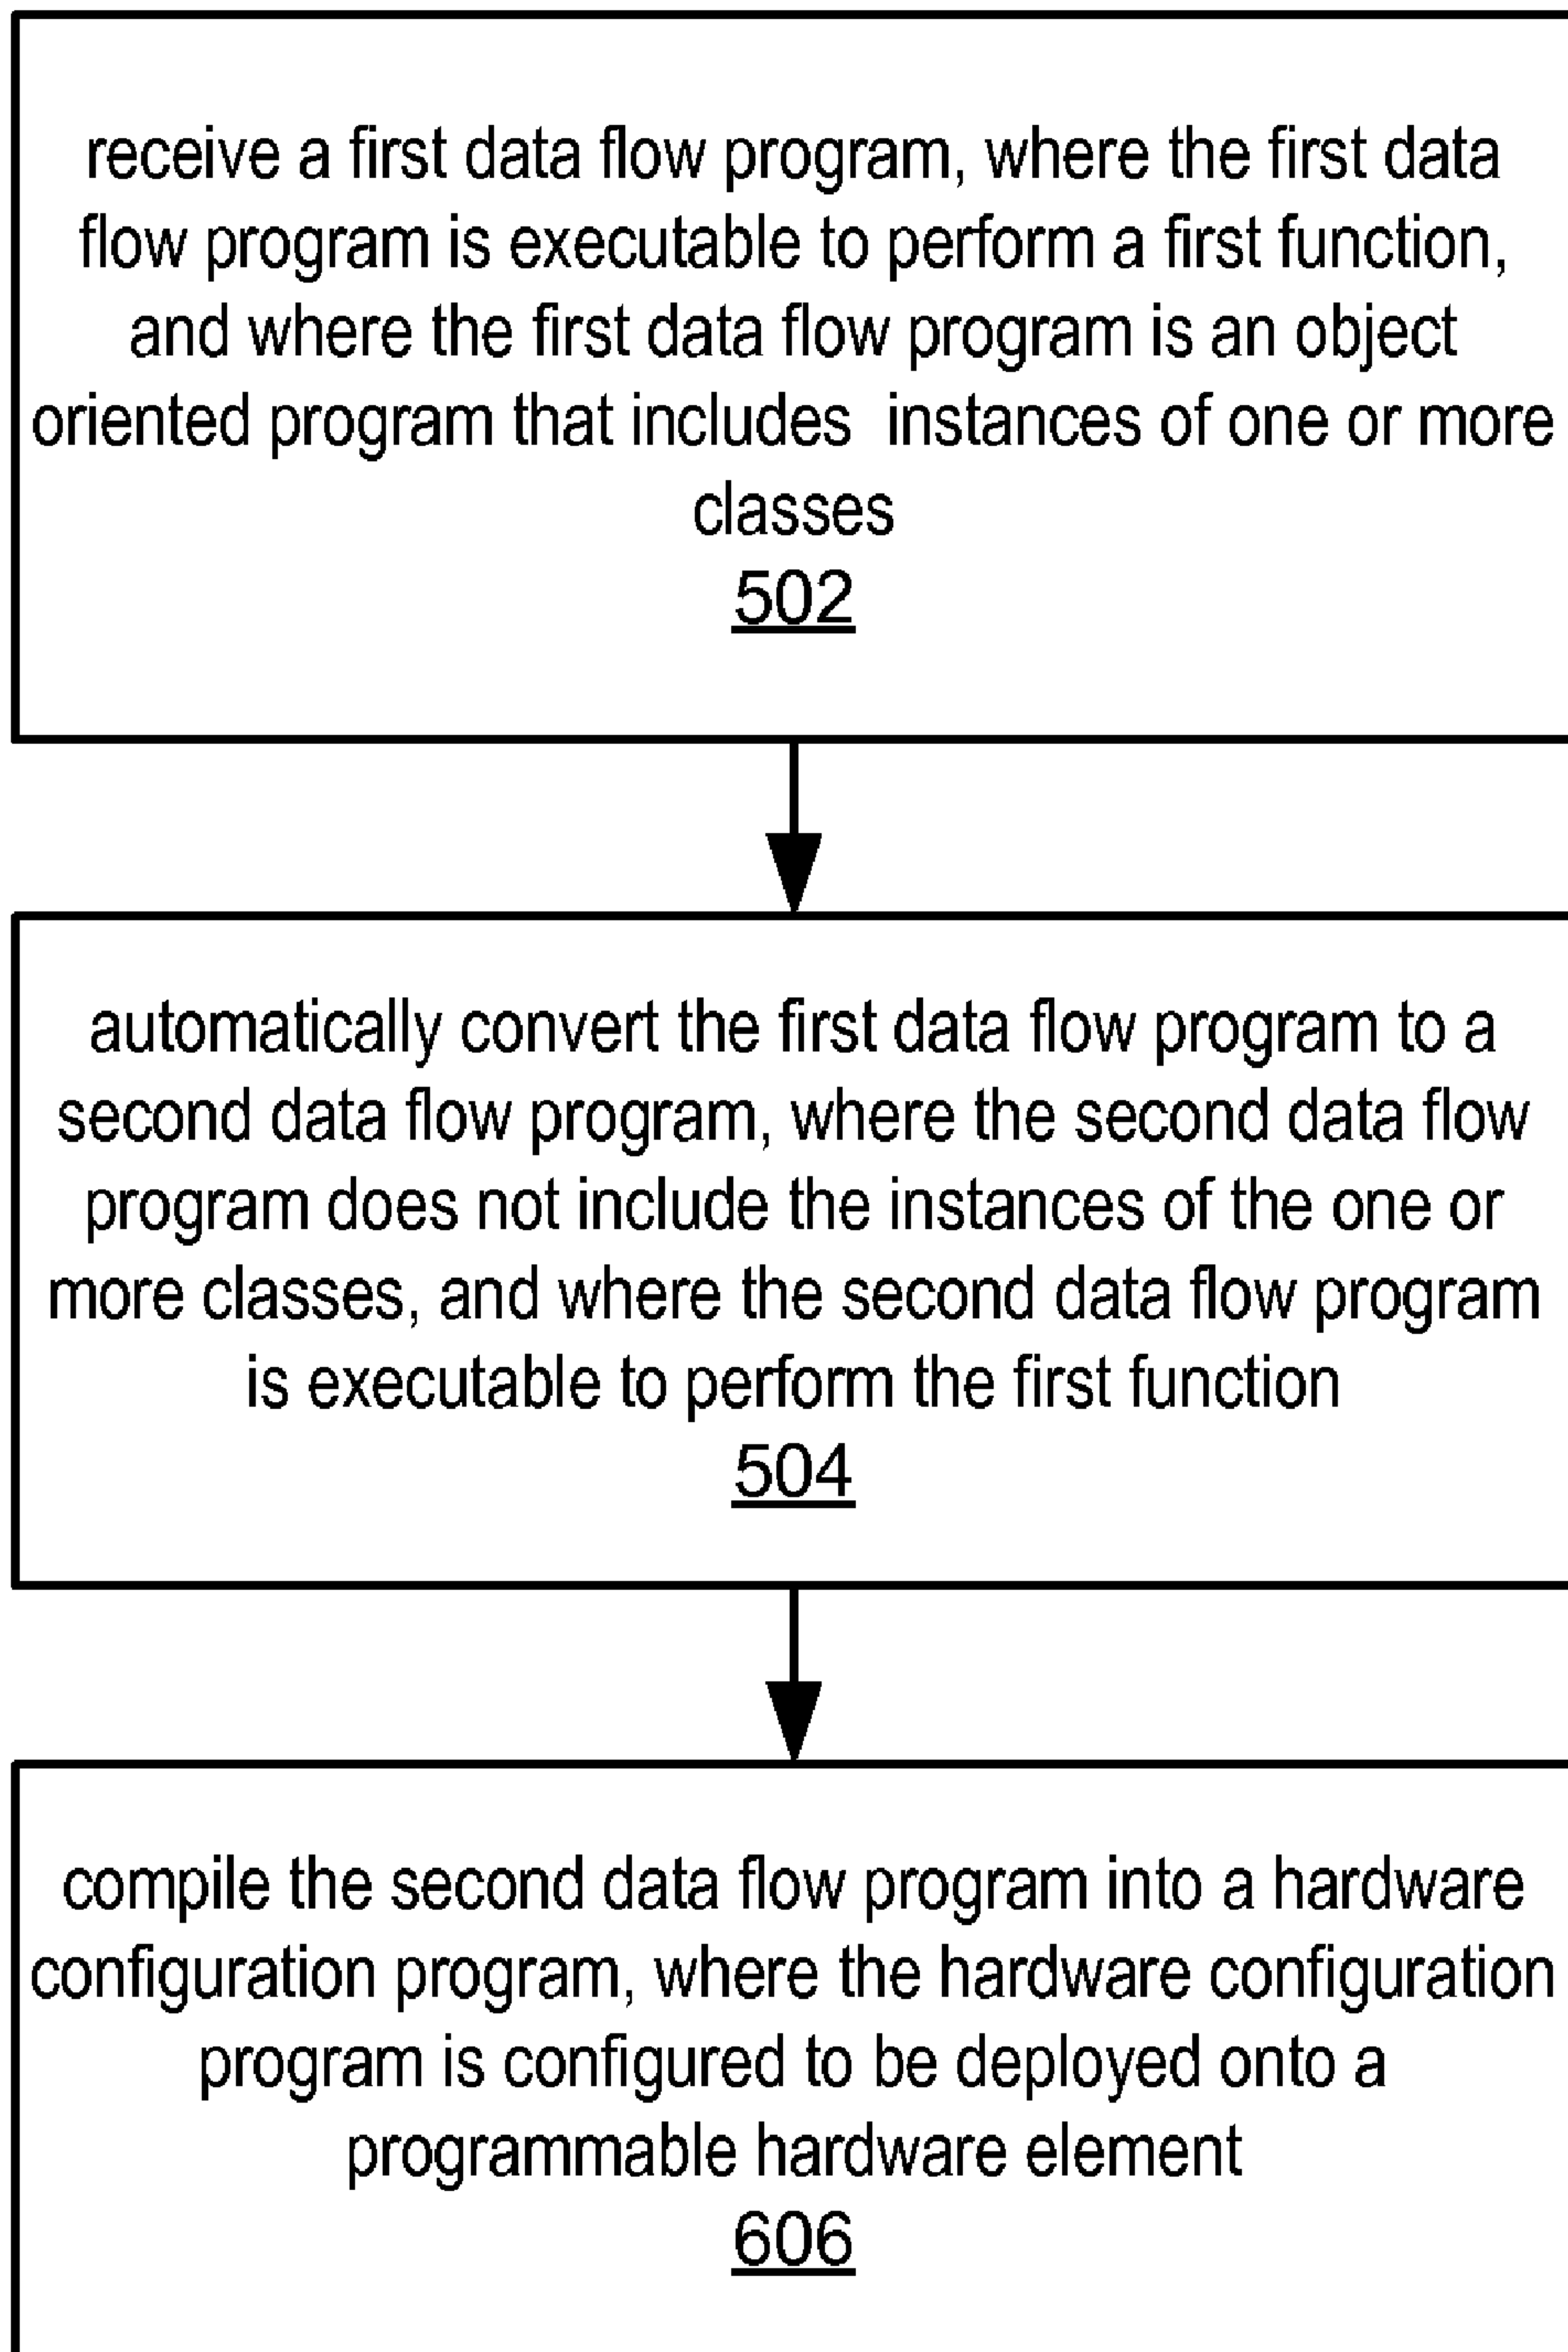 receive a first data flow program, where the first data
flow program is executable to perform a first function,
and where the first data flow program is an object
oriented program that includes  instances of one or more
classes
502
automatically convert the first data flow program to a
second data flow program, where the second data flow
program does not include the instances of the one or
more classes, and where the second data flow program
is executable to perform the first function
504
compile the second data flow program into a hardware
configuration program, where the hardware configuration
program is configured to be deployed onto a
programmable hardware element
606